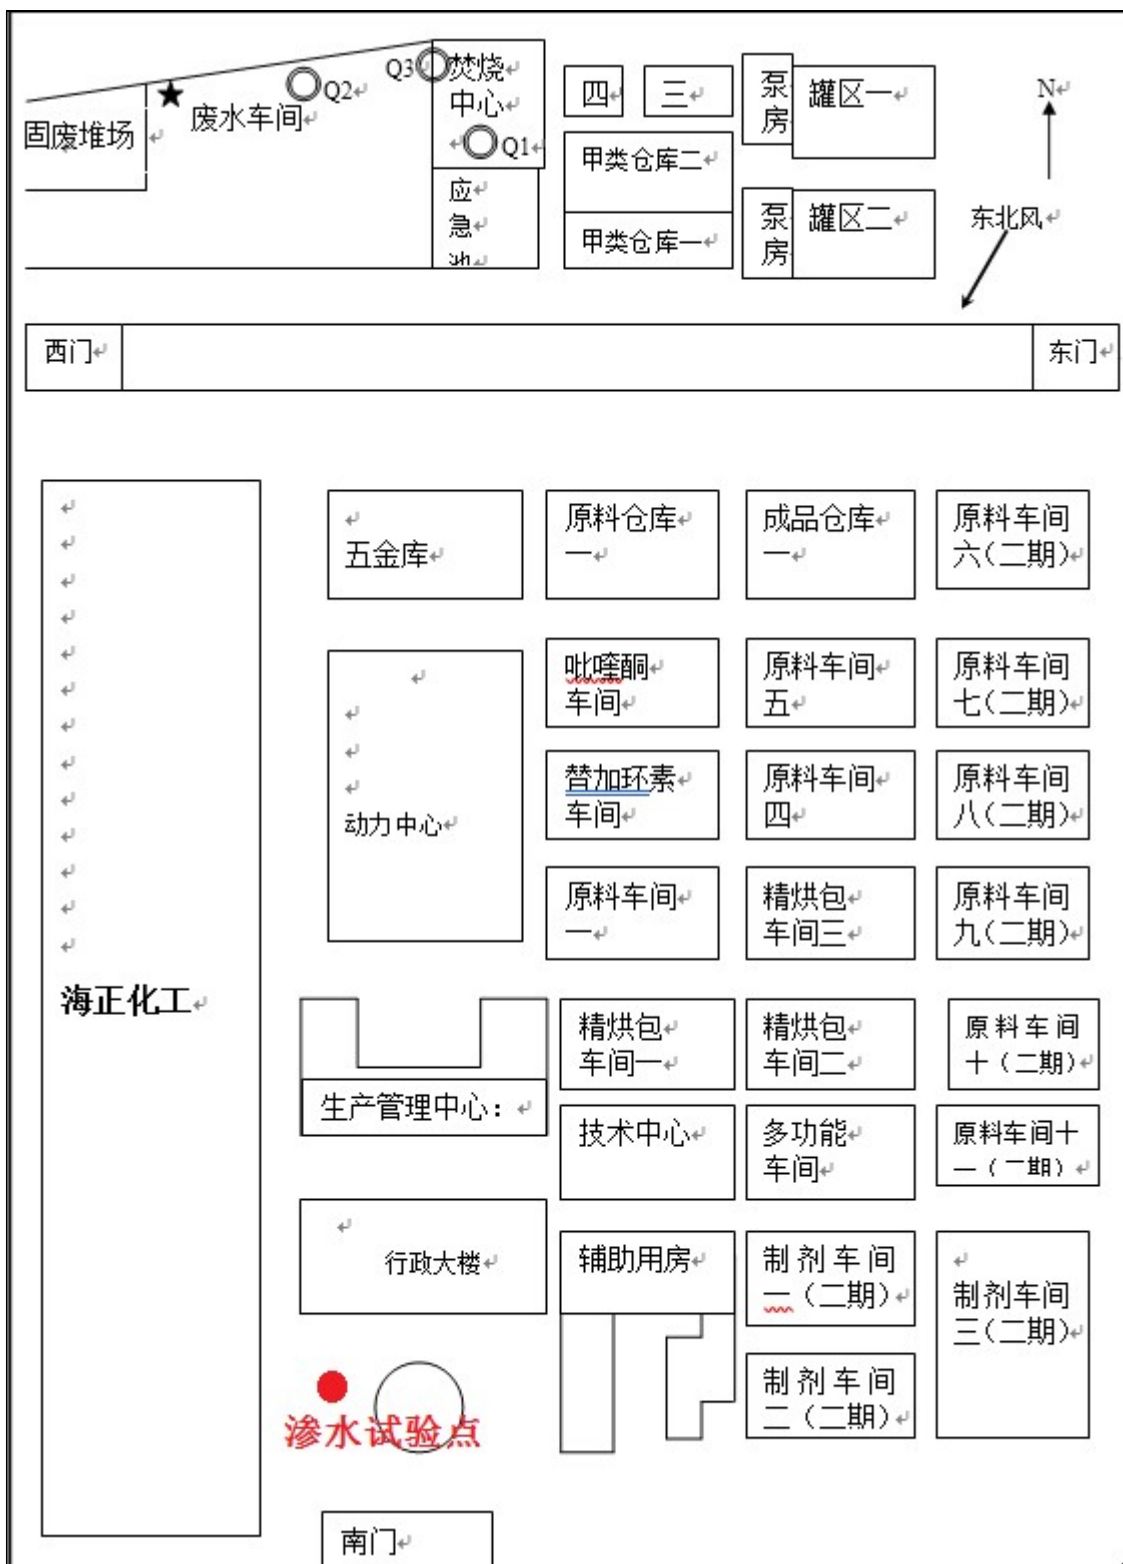 Q3
焚烧
中心
Q2
Q1
废水车间
固废堆场
应
急
池
四
三
甲类仓库二
甲类仓库一
泵
房
罐区一
泵
房
罐区二
N
东北风
西门
东门
海正化工
五金库
原料仓库
一
成品仓库
一
原料车间
六(二期)
吡喹酮
车间
原料车间
五
原料车间
七(二期)
动力中心
替加环素
车间
原料车间
四
原料车间
八(二期)
原料车间
一
精烘包
车间三
原料车间
九(二期)
生产管理中心:
精烘包
车间一
精烘包
车间二
原料车间
十(二期)
技术中心
多功能
车间
原料车间十
一(二期)
行政大楼
辅助用房
制剂车间
一(二期)
制剂车间
三(二期)
制剂车间
二(二期)
渗水试验点
南门